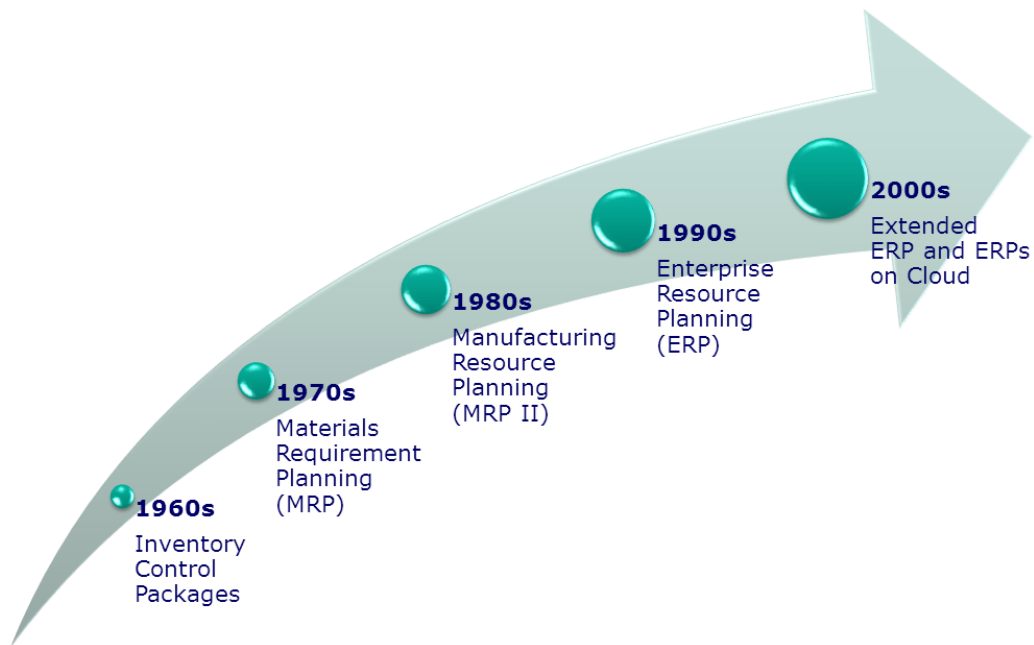 1960s
Inventory
Control
Packages
1970s
Materials
Requirement
Planning
(MRP)
1980s
Manufacturing
Resource
Planning
(MRP II)
1990s
Enterprise
Resource
Planning
(ERP)
2000s
Extended
ERP and ERPs
on Cloud